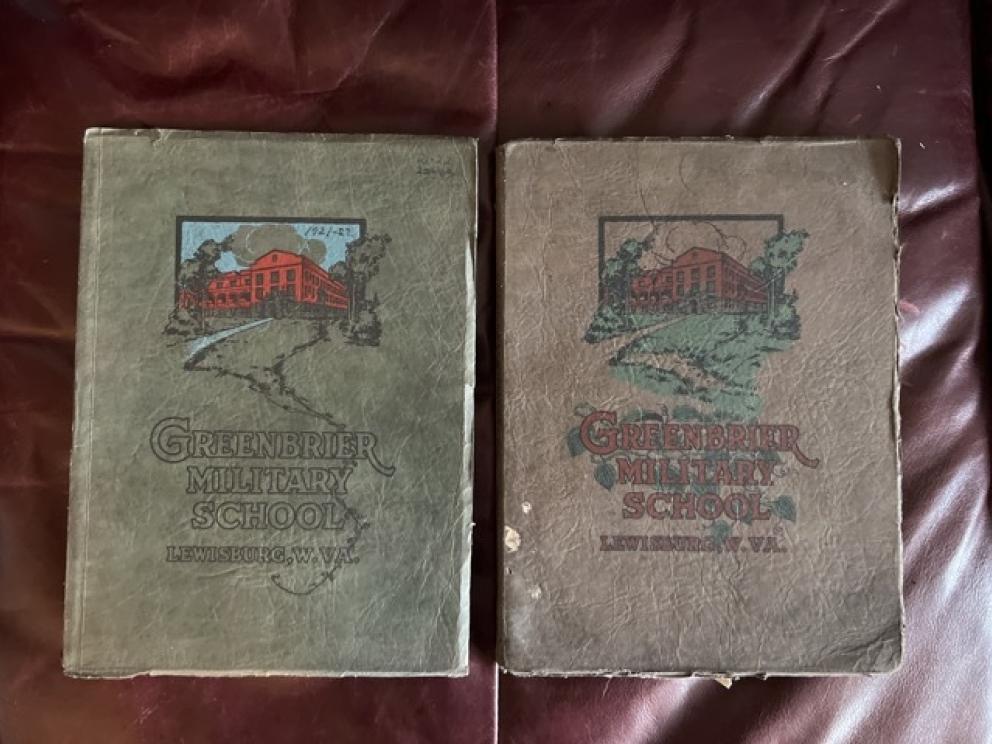 1921-22
GREENBRIER
MILITARY
SCHOOL
LEWISBURG, W. VA.
GREENBRIER
MILITARY
SCHOOL
LEWISBURG, W. VA.